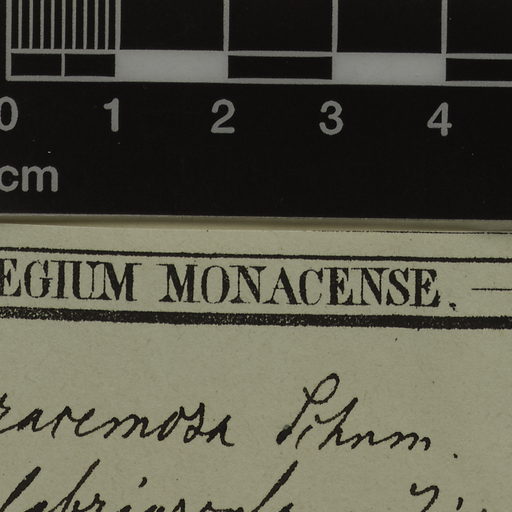 0 1 2 3 4
cm
EGIUM MONACENSE.
racemosa Schum.